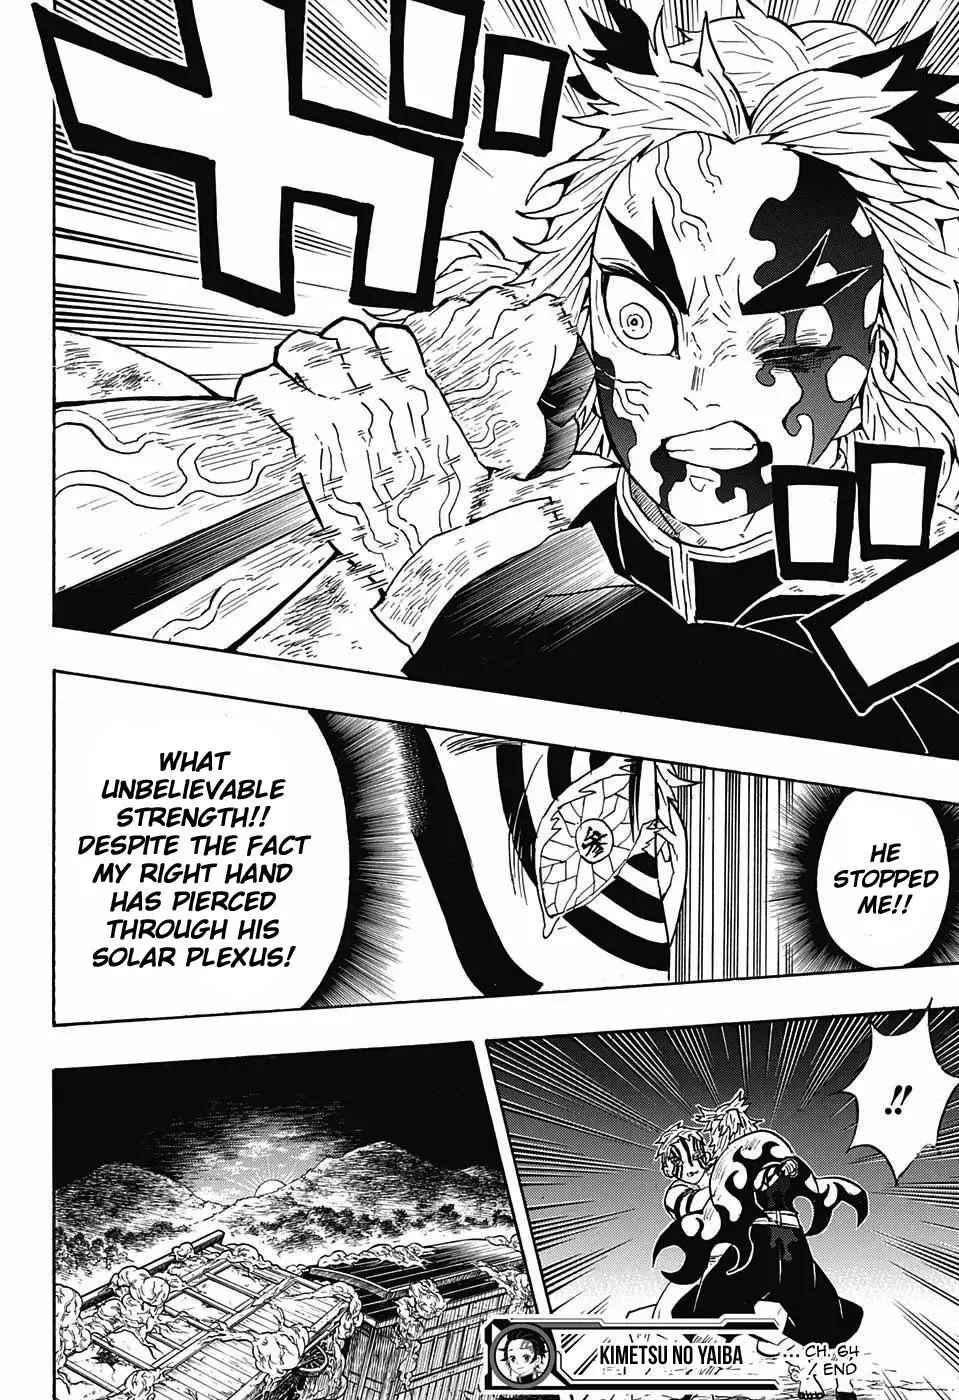 HE
STOPPED
ME!!
WHAT
UNBELIEVABLE
STRENGTH!!
DESPITE THE FACT
MY RIGHT HAND
HAS PIERCED
THROUGH HIS
SOLAR PLEXUS!
!!
KIMETSU NO YAIBA
...CH. 64
END